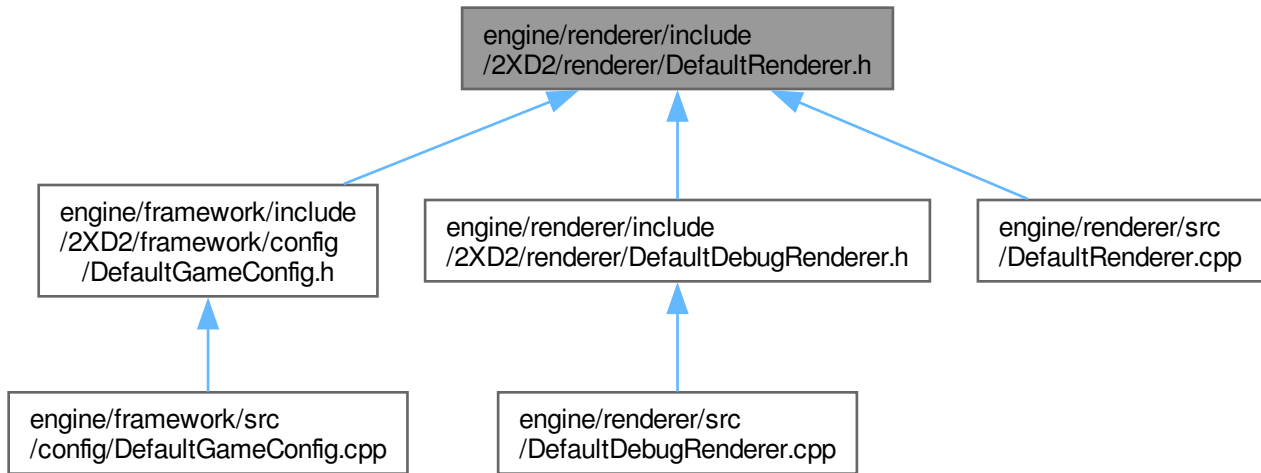 engine/renderer/include
/2XD2/renderer/DefaultRenderer.h
engine/framework/include
/2XD2/framework/config
/DefaultGameConfig.h
engine/renderer/include
/2XD2/renderer/DefaultDebugRenderer.h
engine/renderer/src
/DefaultRenderer.cpp
engine/framework/src
/config/DefaultGameConfig.cpp
engine/renderer/src
/DefaultDebugRenderer.cpp